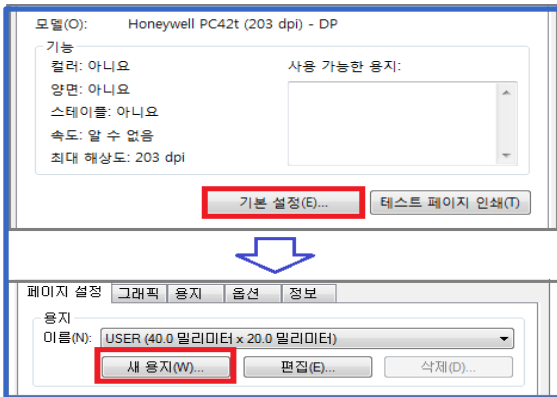 모델(O): Honeywell PC42t (203 dpi) - DP
기능
컬러: 아니요 사용 가능한 용지:
양면: 아니요
스테이플: 아니요
속도: 알 수 없음
최대 해상도: 203 dpi
기본 설정(E)... 테스트 페이지 인쇄(T)
페이지 설정 그래픽 용지 옵션 정보
용지
이름(N): USER (40.0 밀리미터 x 20.0 밀리미터)
새 용지(W)... 편집(E)... 삭제(D)...